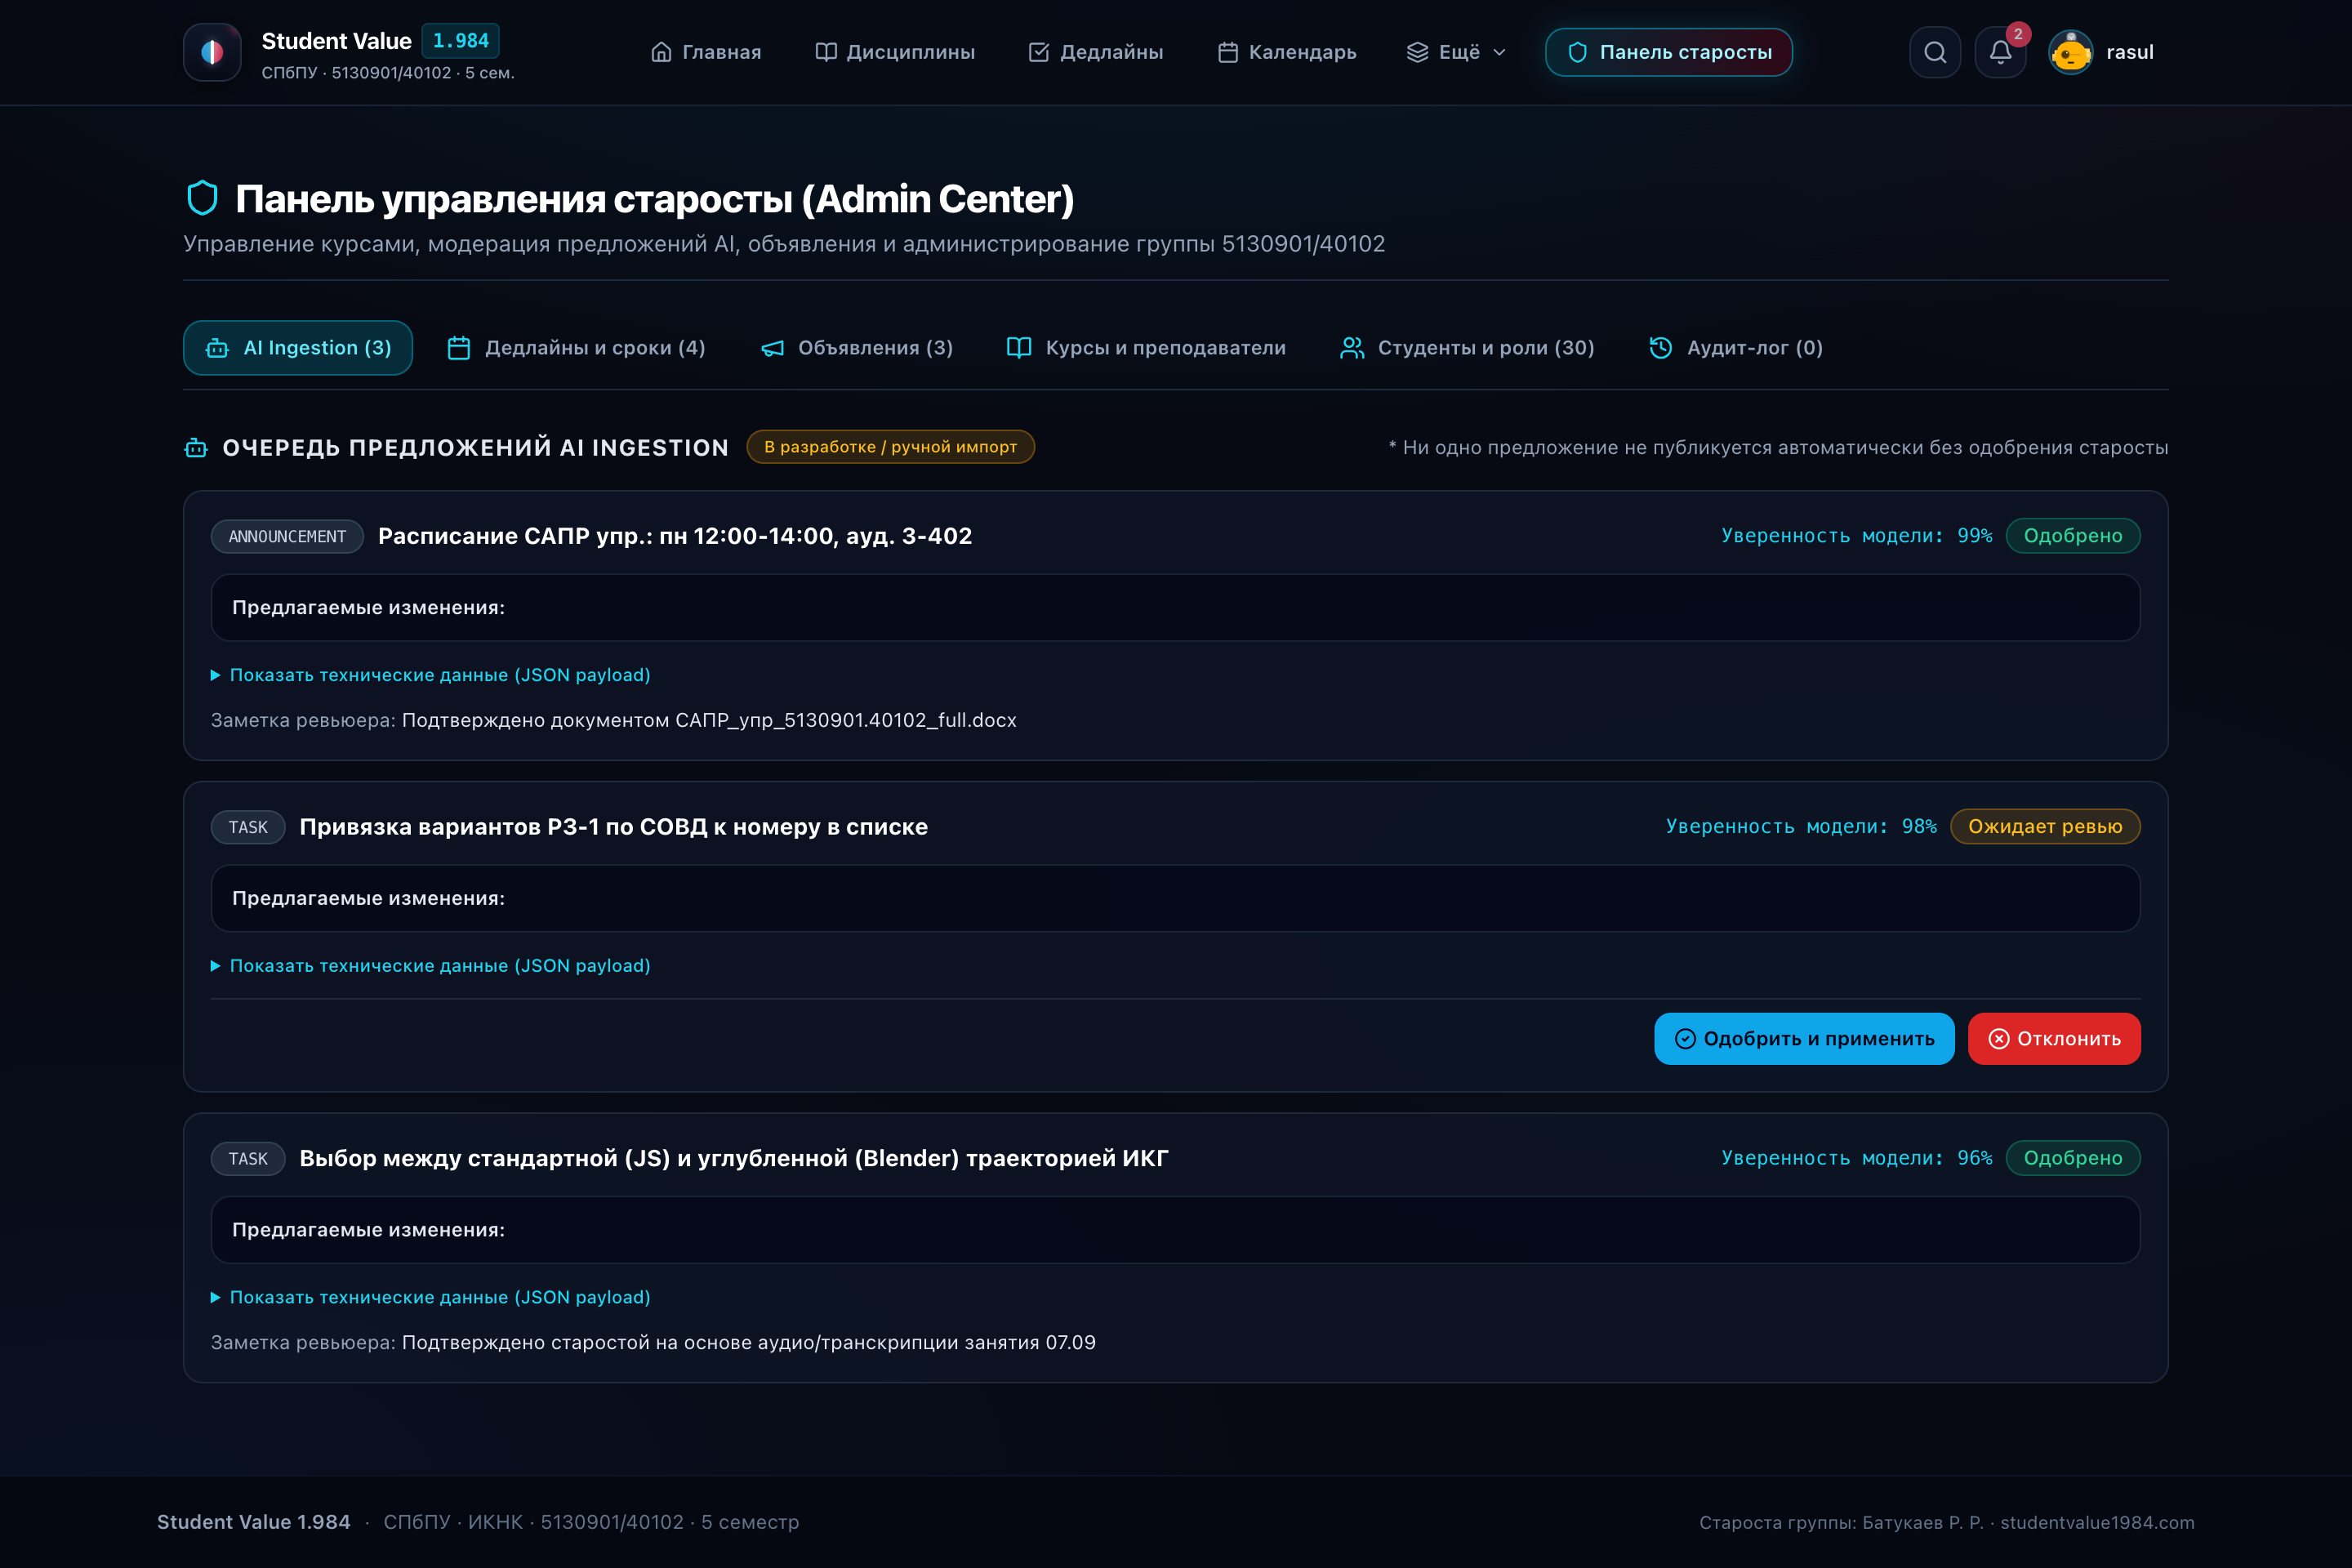 Student Value 1.984
СПбПУ · 5130901/40102 · 5 сем.
Главная
Дисциплины
Дедлайны
Календарь
Ещё
Панель старосты
2
rasul
Панель управления старосты (Admin Center)
Управление курсами, модерация предложений AI, объявления и администрирование группы 5130901/40102
AI Ingestion (3)
Дедлайны и сроки (4)
Объявления (3)
Курсы и преподаватели
Студенты и роли (30)
Аудит-лог (0)
ОЧЕРЕДЬ ПРЕДЛОЖЕНИЙ AI INGESTION
В разработке / ручной импорт
* Ни одно предложение не публикуется автоматически без одобрения старосты
ANNOUNCEMENT
Расписание САПР упр.: пн 12:00-14:00, ауд. 3-402
Уверенность модели: 99%
Одобрено
Предлагаемые изменения:
Показать технические данные (JSON payload)
Заметка ревьюера: Подтверждено документом САПР_упр_5130901.40102_full.docx
TASK
Привязка вариантов РЗ-1 по СОВД к номеру в списке
Уверенность модели: 98%
Ожидает ревью
Предлагаемые изменения:
Показать технические данные (JSON payload)
Одобрить и применить
Отклонить
TASK
Выбор между стандартной (JS) и углубленной (Blender) траекторией ИКГ
Уверенность модели: 96%
Одобрено
Предлагаемые изменения:
Показать технические данные (JSON payload)
Заметка ревьюера: Подтверждено старостой на основе аудио/транскрипции занятия 07.09
Student Value 1.984 · СПбПУ · ИКНК · 5130901/40102 · 5 семестр
Староста группы: Батукаев Р. Р. · studentvalue1984.com